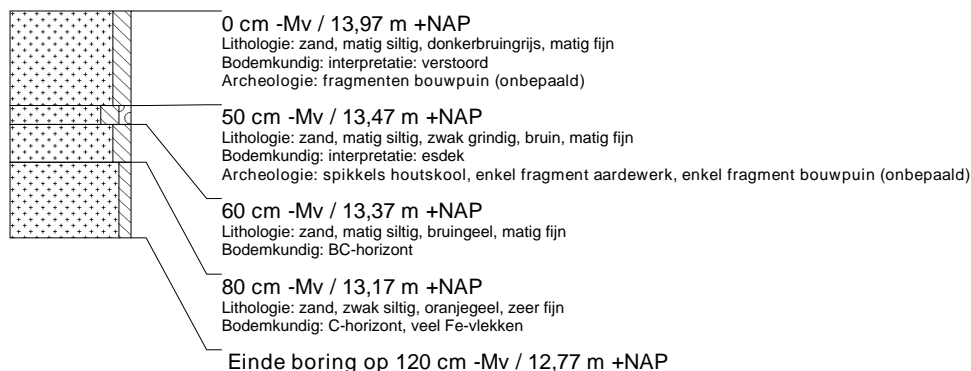 0 cm -Mv / 13,97 m +NAP
Lithologie: zand, matig siltig, donkerbruingrijs, matig fijn
Bodemkundig: interpretatie: verstoord
Archeologie: fragmenten bouwpuin (onbepaald)
50 cm -Mv / 13,47 m +NAP
Lithologie: zand, matig siltig, zwak grindig, bruin, matig fijn
Bodemkundig: interpretatie: esdek
Archeologie: spikkels houtskool, enkel fragment aardewerk, enkel fragment bouwpuin (onbepaald)
60 cm -Mv / 13,37 m +NAP
Lithologie: zand, matig siltig, bruingeel, matig fijn
Bodemkundig: BC-horizont
80 cm -Mv / 13,17 m +NAP
Lithologie: zand, zwak siltig, oranjegeel, zeer fijn
Bodemkundig: C-horizont, veel Fe-vlekken
Einde boring op 120 cm -Mv / 12,77 m +NAP